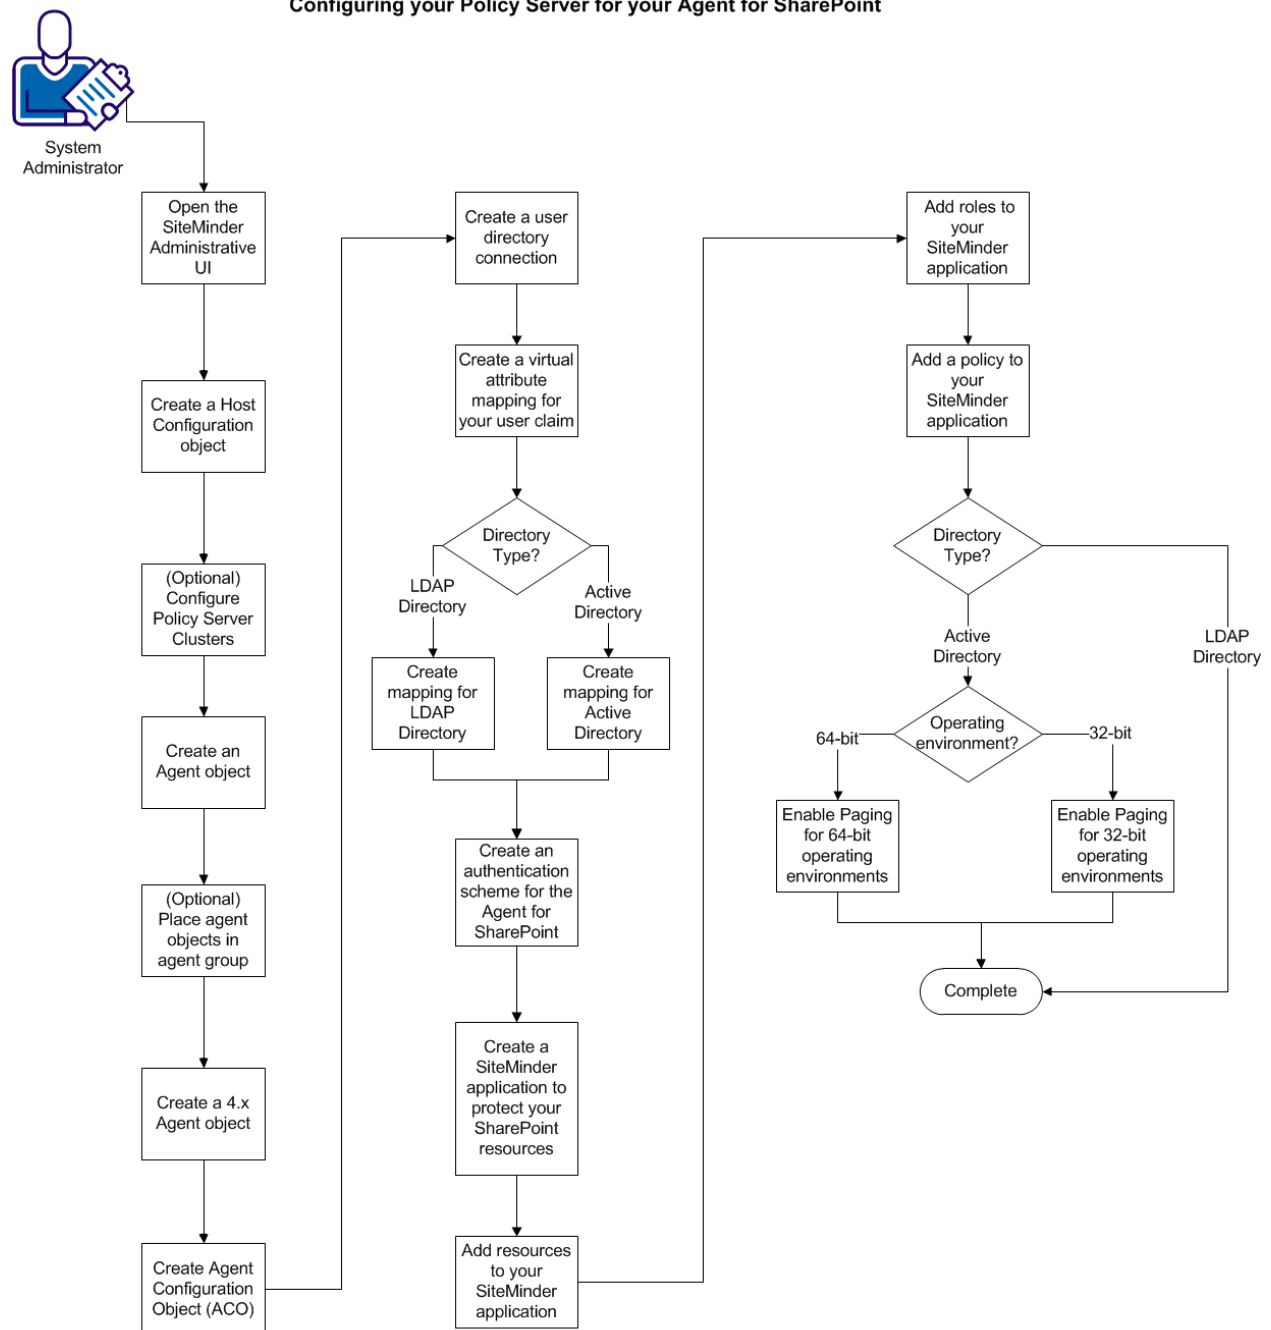 Configuring your Policy Server for your Agent for SharePoint
System
Administrator
Open the
SiteMinder
Administrative
UI
Create a Host
Configuration
object
(Optional)
Configure
Policy Server
Clusters
Create an
Agent object
(Optional)
Place agent
objects in
agent group
Create a 4.x
Agent object
Create Agent
Configuration
Object (ACO)
Create a user
directory
connection
Create a virtual
attribute
mapping for
your user claim
Directory
Type?
LDAP
Directory
Active
Directory
Create
mapping for
LDAP
Directory
Create
mapping for
Active
Directory
Create an
authentication
scheme for the
Agent for
SharePoint
Create a
SiteMinder
application to
protect your
SharePoint
resources
Add resources
to your
SiteMinder
application
Add roles to
your
SiteMinder
application
Add a policy to
your
SiteMinder
application
Directory
Type?
Active
Directory
LDAP
Directory
Operating
environment?
64-bit
32-bit
Enable Paging
for 64-bit
operating
environments
Enable Paging
for 32-bit
operating
environments
Complete